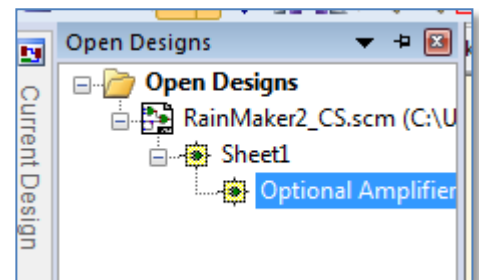 Open Designs
Current Design
Open Designs
RainMaker2_CS.scm (C:\U
Sheet1
Optional Amplifier